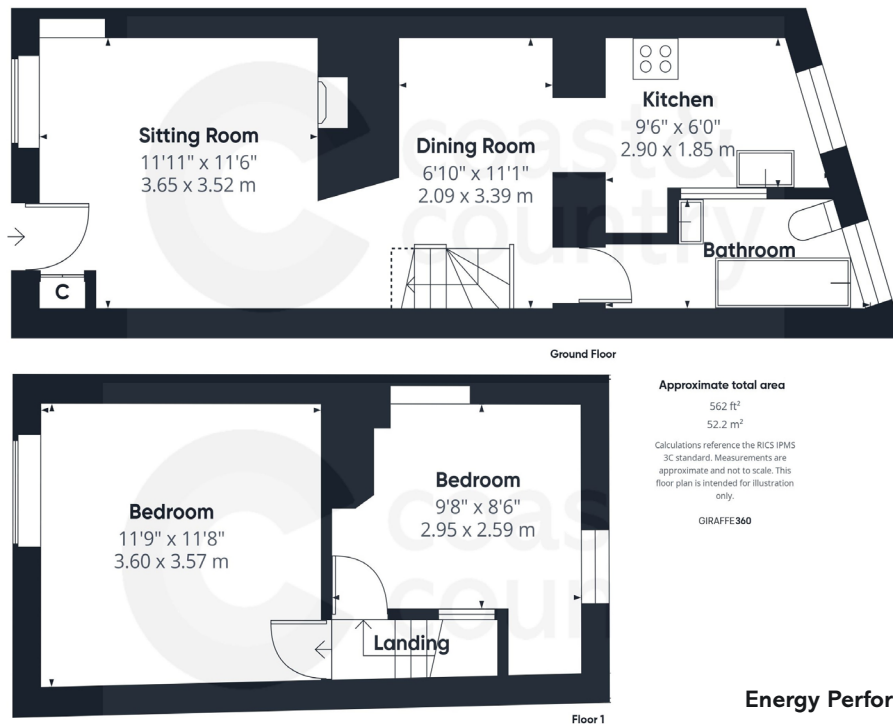 Sitting Room
11'11" x 11'6"
3.65 x 3.52 m
Dining Room
6'10" x 11'1"
2.09 x 3.39 m
Kitchen
9'6" x 6'0"
2.90 x 1.85 m
Bathroom
C
coast &
country
Ground Floor
Bedroom
11'9" x 11'8"
3.60 x 3.57 m
Bedroom
9'8" x 8'6"
2.95 x 2.59 m
Landing
Floor 1
Approximate total area
562 ft²
52.2 m²
Calculations reference the RICS IPMS
3C standard. Measurements are
approximate and not to scale. This
floor plan is intended for illustration
only.
GIRAFFE360
Energy Perfor